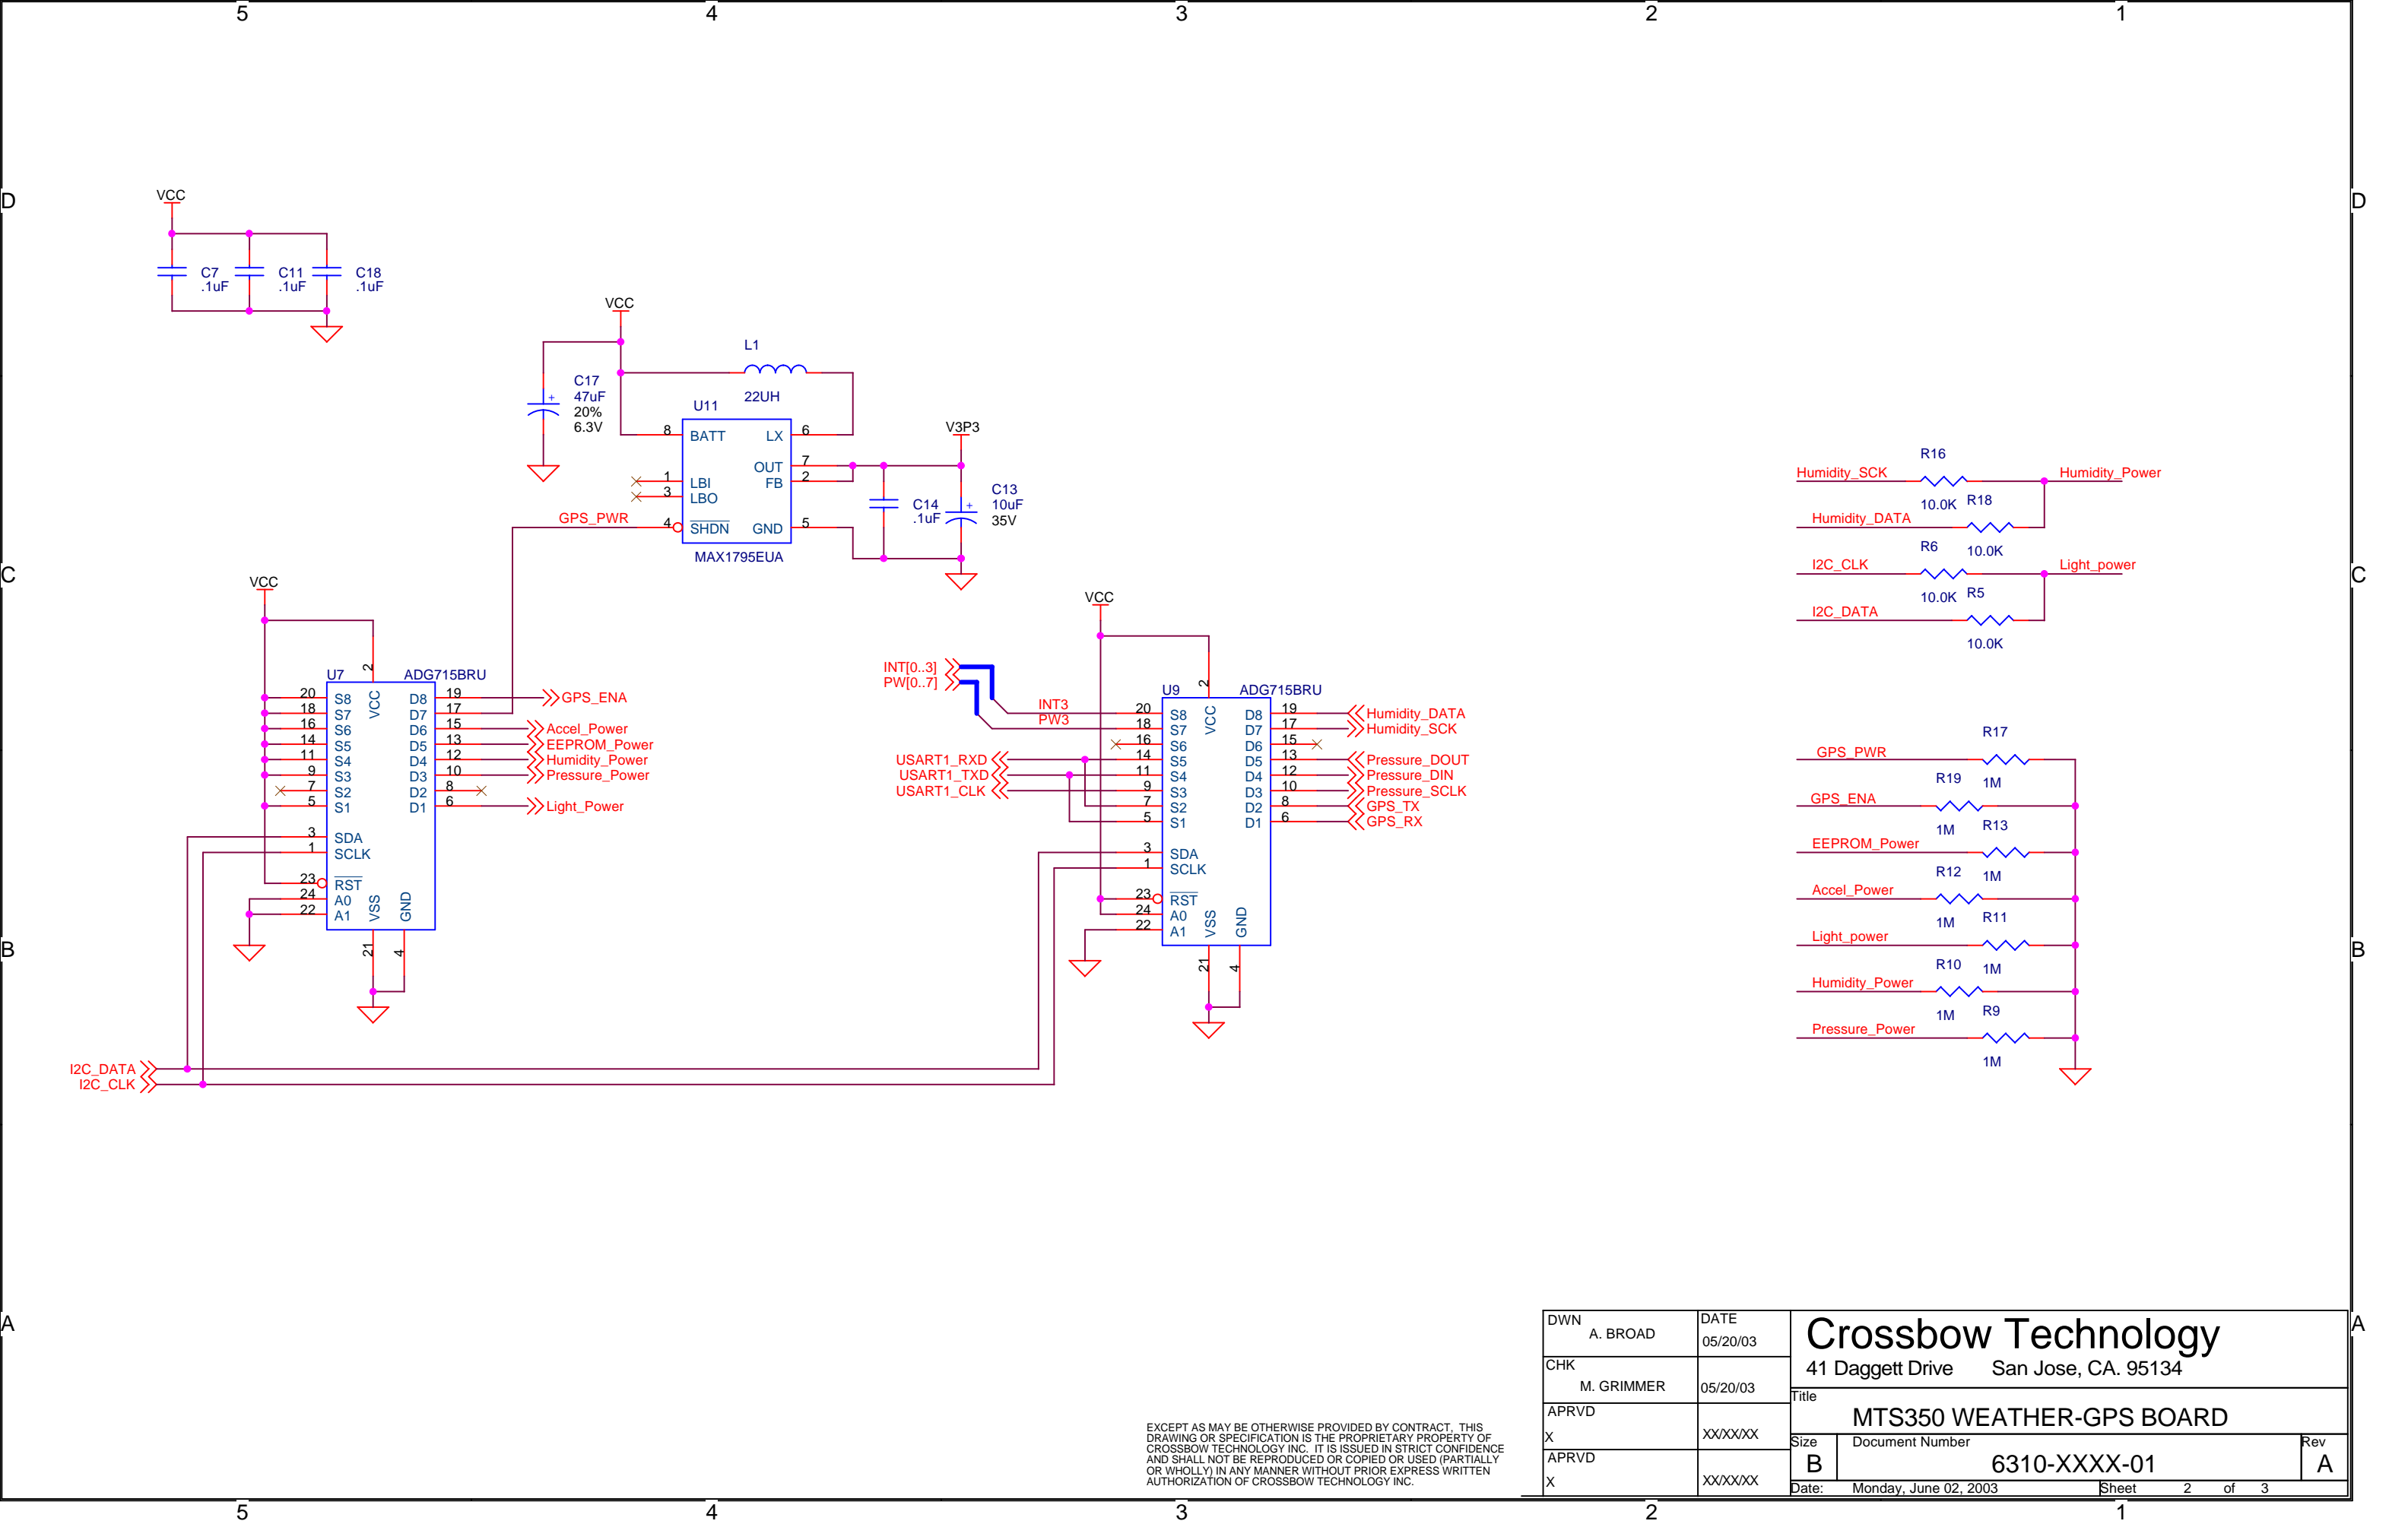 5 4 3 2 1
D D
C C
B B
A A
VCC
C7
.1uF
C11
.1uF
C18
.1uF
VCC
L1
22UH
C17
47uF
20%
6.3V
U11
8 BATT LX 6
OUT 7
1 LBI FB 2
3 LBO
GPS_PWR 4 SHDN GND 5
MAX1795EUA
V3P3
C14
.1uF
C13
10uF
35V
VCC
U7 ADG715BRU
2
VCC
20 S8 D8 19 GPS_ENA
18 S7 D7 17
16 S6 D6 15 Accel_Power
14 S5 D5 13 EEPROM_Power
11 S4 D4 12 Humidity_Power
9 S3 D3 10 Pressure_Power
7 S2 D2 8
5 S1 D1 6 Light_Power
3 SDA
1 SCLK
23 RST
24 A0
22 A1
VSS GND
21 4
I2C_DATA
I2C_CLK
VCC
INT[0..3]
PW[0..7]
U9 ADG715BRU
2
VCC
INT3 20 S8 D8 19 Humidity_DATA
PW3 18 S7 D7 17 Humidity_SCK
16 S6 D6 15
USART1_RXD 14 S5 D5 13 Pressure_DOUT
USART1_TXD 11 S4 D4 12 Pressure_DIN
USART1_CLK 9 S3 D3 10 Pressure_SCLK
7 S2 D2 8 GPS_TX
5 S1 D1 6 GPS_RX
3 SDA
1 SCLK
23 RST
24 A0
22 A1
VSS GND
21 4
R16
Humidity_SCK Humidity_Power
10.0K R18
Humidity_DATA
R6 10.0K
I2C_CLK Light_power
10.0K R5
I2C_DATA
10.0K
R17
GPS_PWR
R19 1M
GPS_ENA
1M R13
EEPROM_Power
R12 1M
Accel_Power
1M R11
Light_power
R10 1M
Humidity_Power
1M R9
Pressure_Power
1M
EXCEPT AS MAY BE OTHERWISE PROVIDED BY CONTRACT, THIS
DRAWING OR SPECIFICATION IS THE PROPRIETARY PROPERTY OF
CROSSBOW TECHNOLOGY INC. IT IS ISSUED IN STRICT CONFIDENCE
AND SHALL NOT BE REPRODUCED OR COPIED OR USED (PARTIALLY
OR WHOLLY) IN ANY MANNER WITHOUT PRIOR EXPRESS WRITTEN
AUTHORIZATION OF CROSSBOW TECHNOLOGY INC.
DWN A. BROAD DATE 05/20/03
CHK M. GRIMMER 05/20/03
APRVD X XX/XX/XX
APRVD X XX/XX/XX
Crossbow Technology
41 Daggett Drive San Jose, CA. 95134
Title
MTS350 WEATHER-GPS BOARD
Size B Document Number 6310-XXXX-01 Rev A
Date: Monday, June 02, 2003 Sheet 2 of 3
5 4 3 2 1